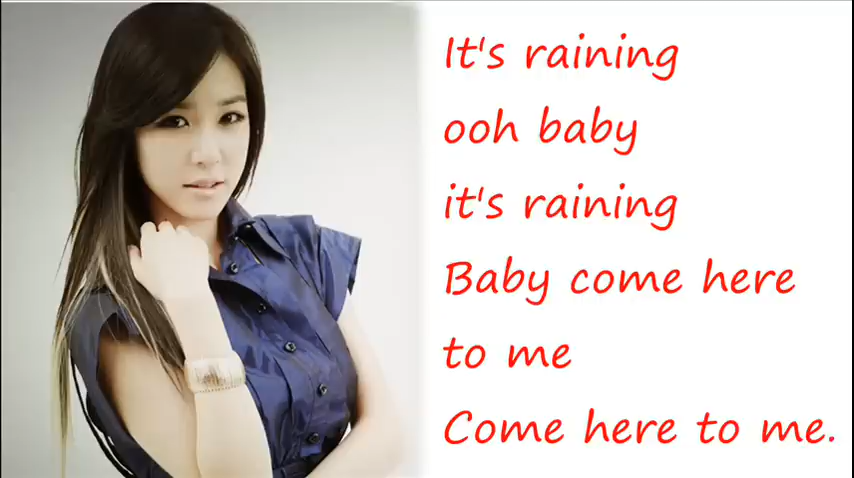 It's raining
ooh baby
it's raining
Baby come here
to me
Come here to me.